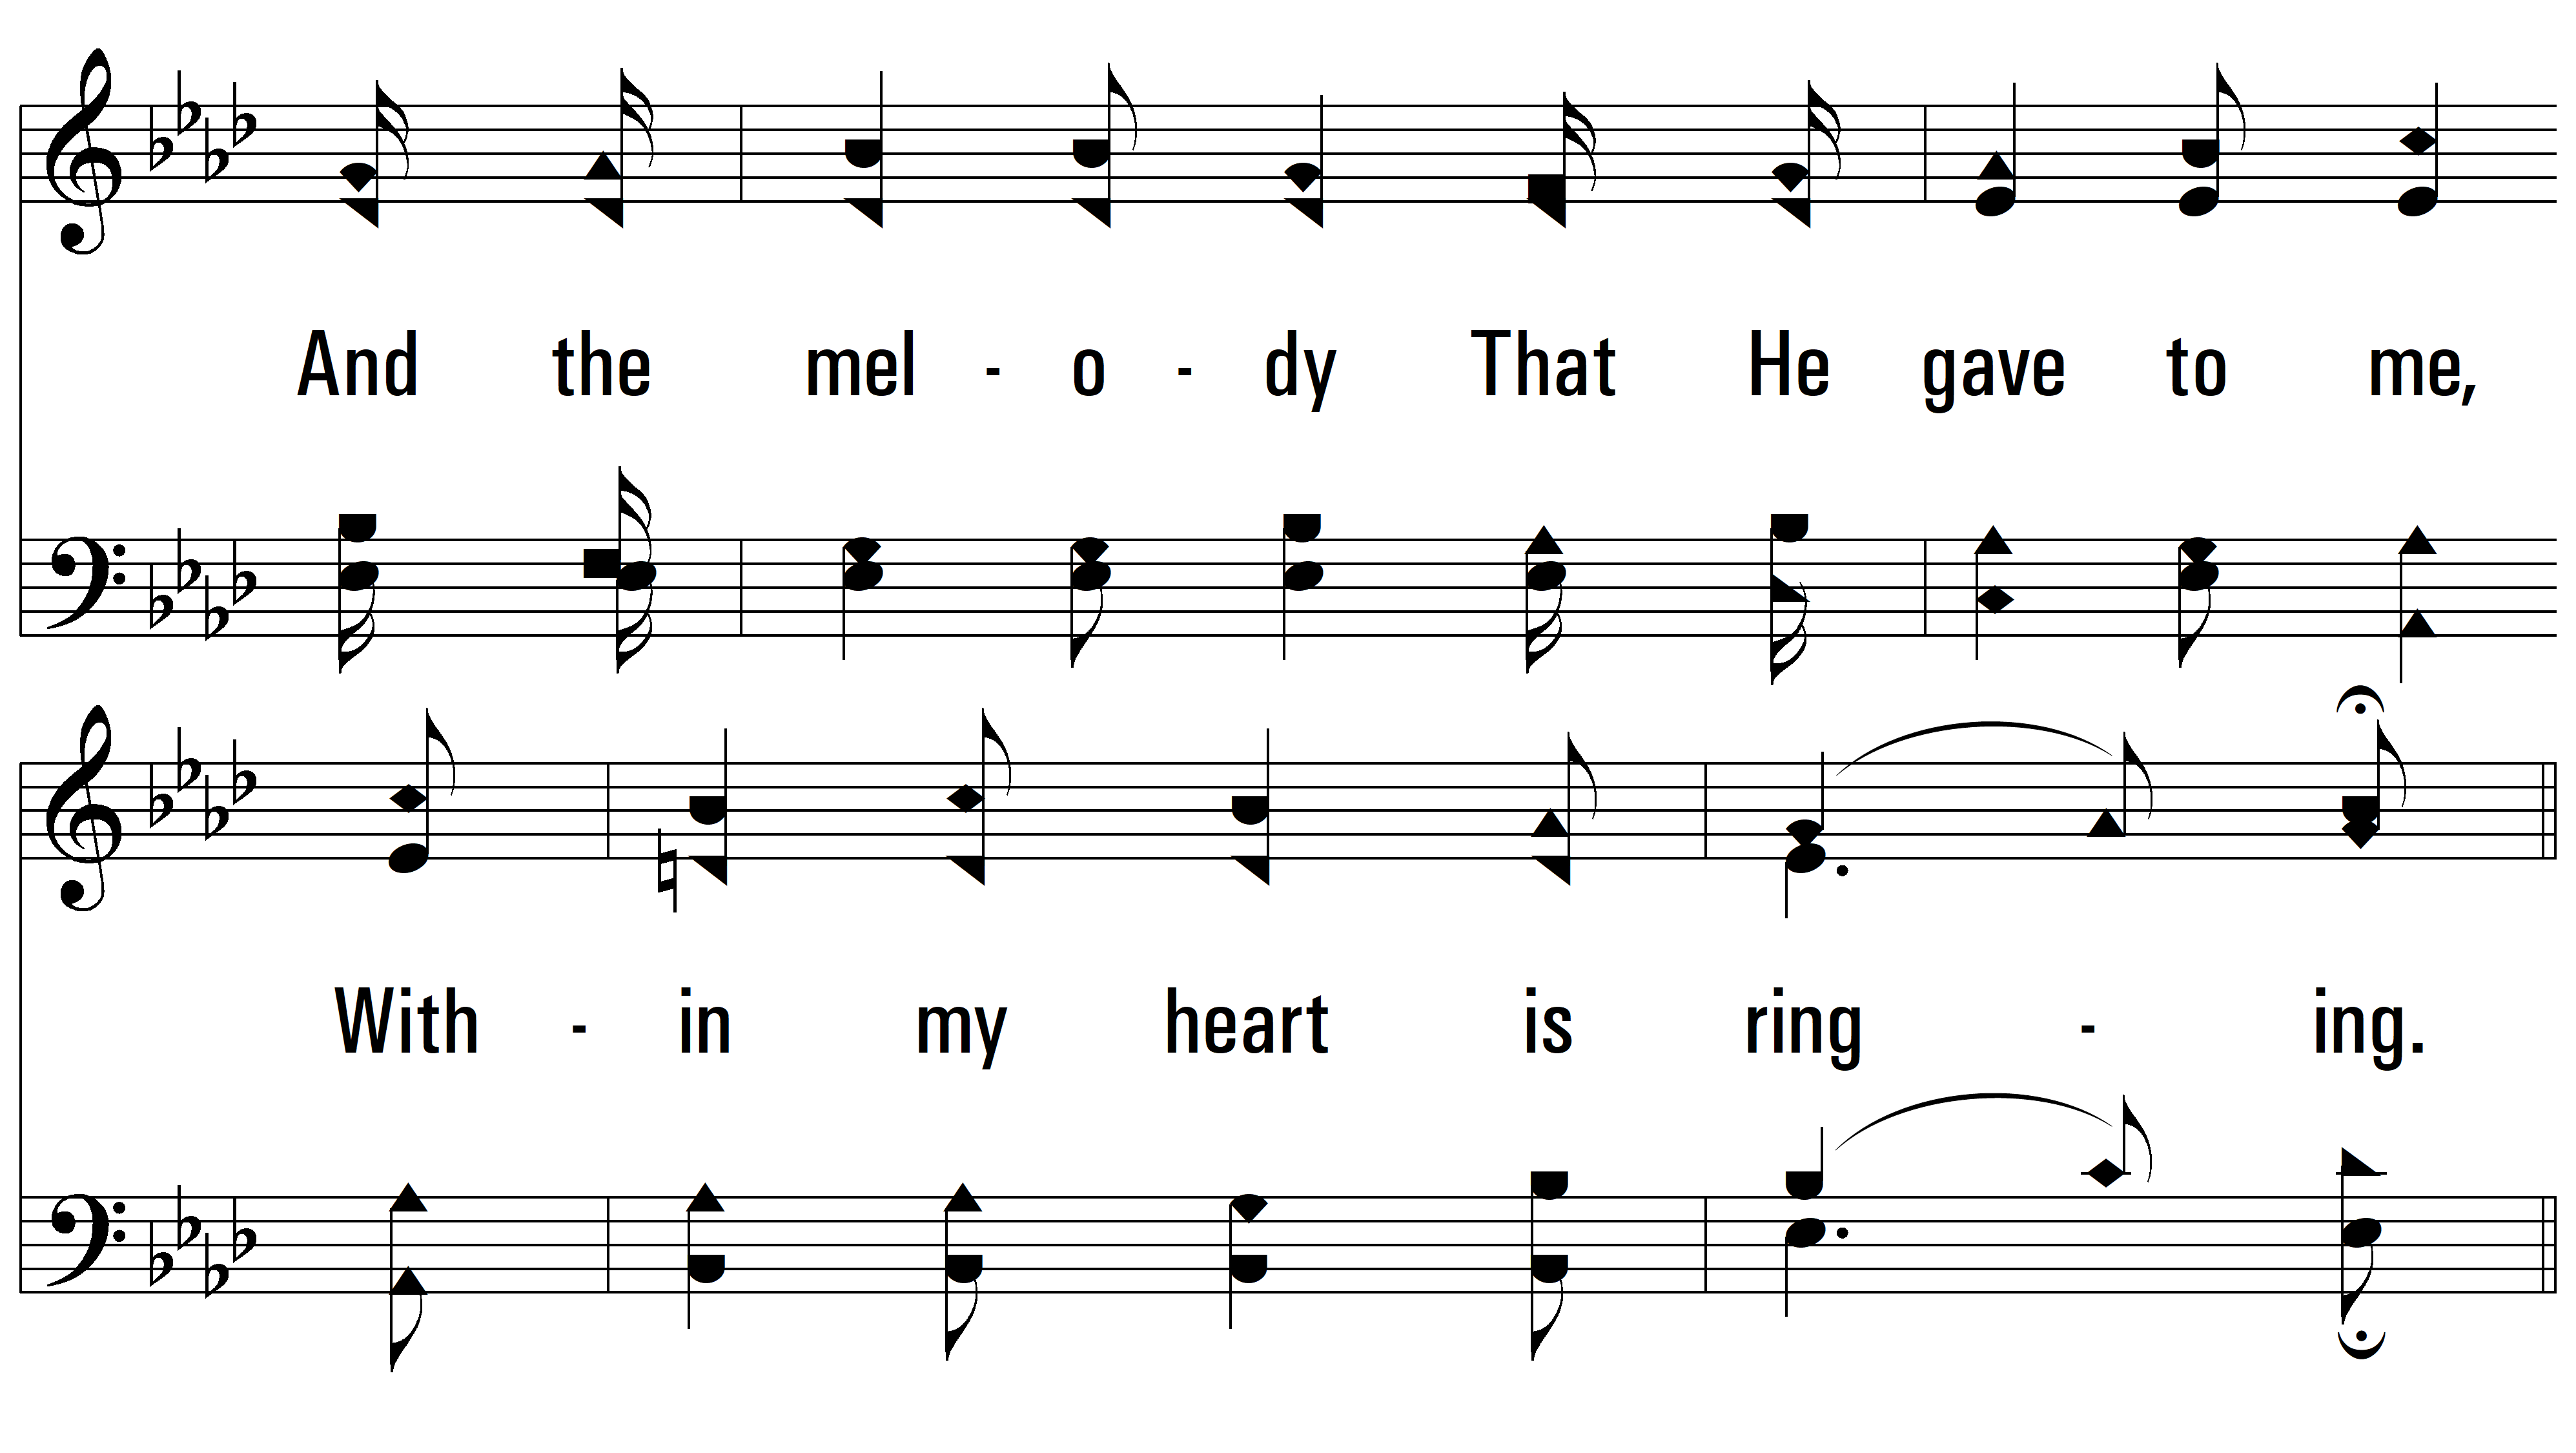 And the mel - o - dy That He gave to me,
With - in my heart is ring - ing.